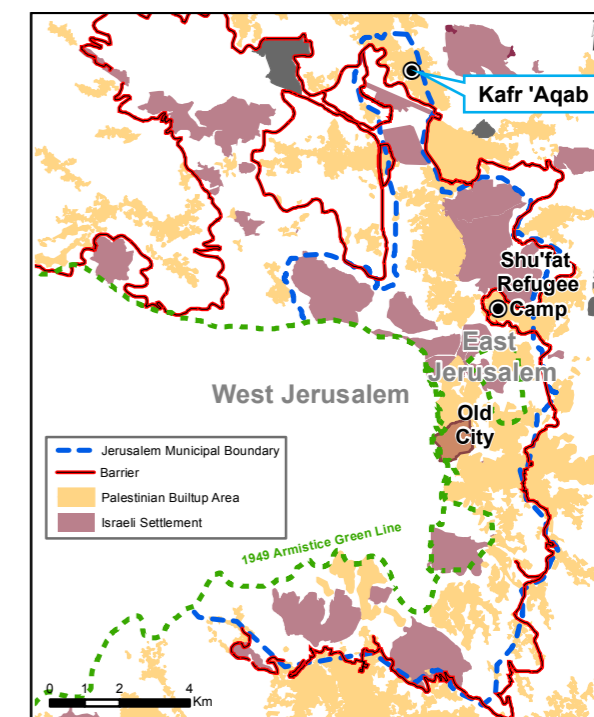 Kafr 'Aqab
Shu'fat
Refugee
Camp
East
Jerusalem
West Jerusalem
Old
City
Jerusalem Municipal Boundary
Barrier
Palestinian Builtup Area
Israeli Settlement
1949 Armistice Green Line
0 1 2 4
Km